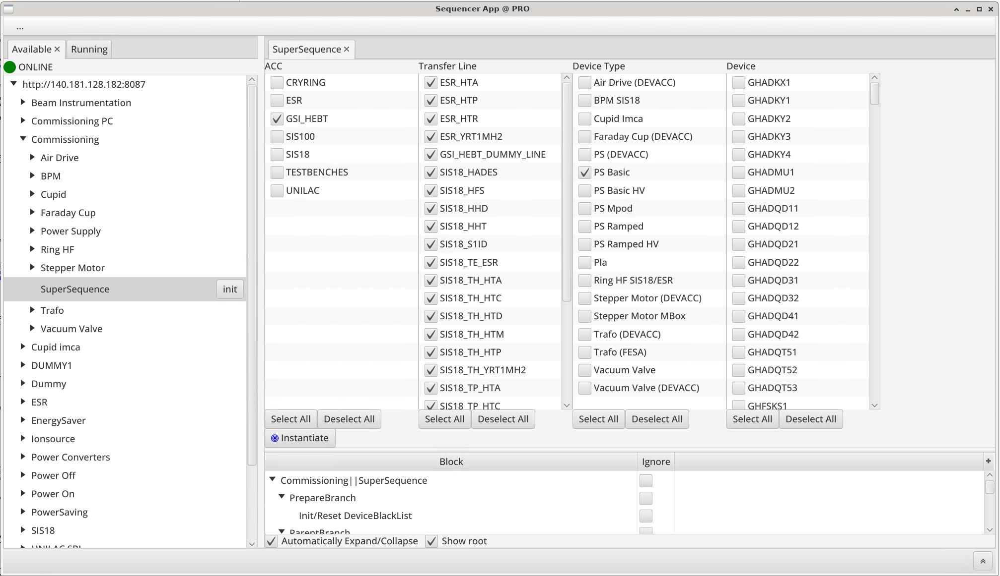 Sequencer App @ PRO
...
Available
Running
ONLINE
http://140.181.128.182:8087
Beam Instrumentation
Commissioning PC
Commissioning
Air Drive
BPM
Cupid
Faraday Cup
Power Supply
Ring HF
Stepper Motor
SuperSequence
init
Trafo
Vacuum Valve
Cupid imca
DUMMY1
Dummy
ESR
EnergySaver
Ionsource
Power Converters
Power Off
Power On
PowerSaving
SIS18
SuperSequence
ACC
CRYRING
ESR
GSI_HEBT
SIS100
SIS18
TESTBENCHES
UNILAC
Select All
Deselect All
Transfer Line
ESR_HTA
ESR_HTP
ESR_HTR
ESR_YRT1MH2
GSI_HEBT_DUMMY_LINE
SIS18_HADES
SIS18_HFS
SIS18_HHD
SIS18_HHT
SIS18_S1ID
SIS18_TE_ESR
SIS18_TH_HTA
SIS18_TH_HTC
SIS18_TH_HTD
SIS18_TH_HTM
SIS18_TH_HTP
SIS18_TH_YRT1MH2
SIS18_TP_HTA
SIS18_TP_HTC
Select All
Deselect All
Device Type
Air Drive (DEVACC)
BPM SIS18
Cupid Imca
Faraday Cup (DEVACC)
PS (DEVACC)
PS Basic
PS Basic HV
PS Mpod
PS Ramped
PS Ramped HV
Pla
Ring HF SIS18/ESR
Stepper Motor (DEVACC)
Stepper Motor MBox
Trafo (DEVACC)
Trafo (FESA)
Vacuum Valve
Vacuum Valve (DEVACC)
Select All
Deselect All
Device
GHADKX1
GHADKY1
GHADKY2
GHADKY3
GHADKY4
GHADMU1
GHADMU2
GHADQD11
GHADQD12
GHADQD21
GHADQD22
GHADQD31
GHADQD32
GHADQD41
GHADQD42
GHADQT51
GHADQT52
GHADQT53
GHFSKS1
Select All
Deselect All
Instantiate
Block
Ignore
Commissioning||SuperSequence
PrepareBranch
Init/Reset DeviceBlackList
ParentBranch
Automatically Expand/Collapse
Show root